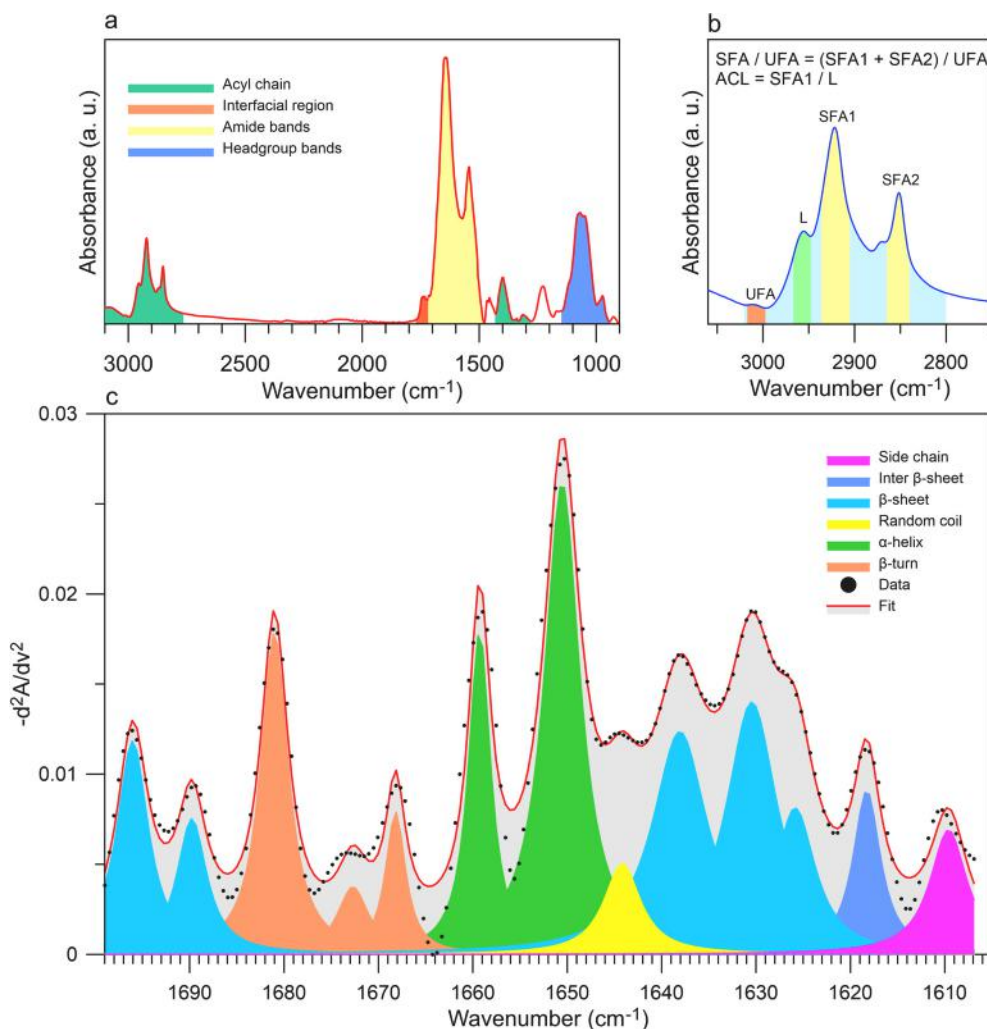 a
b
Absorbance (a. u.)
Acyl chain
Interfacial region
Amide bands
Headgroup bands
3000
2000
1000
Wavenumber (cm⁻¹)
Absorbance (a. u.)
SFA / UFA = (SFA1 + SFA2) / UFA
ACL = SFA1 / L
SFA1
SFA2
L
UFA
3000
2900
2800
Wavenumber (cm⁻¹)
c
0.03
0.02
0.01
0
-d²A/dv²
Side chain
Inter β-sheet
β-sheet
Random coil
α-helix
β-turn
Data
Fit
1690
1680
1670
1660
1650
1640
1630
1620
1610
Wavenumber (cm⁻¹)